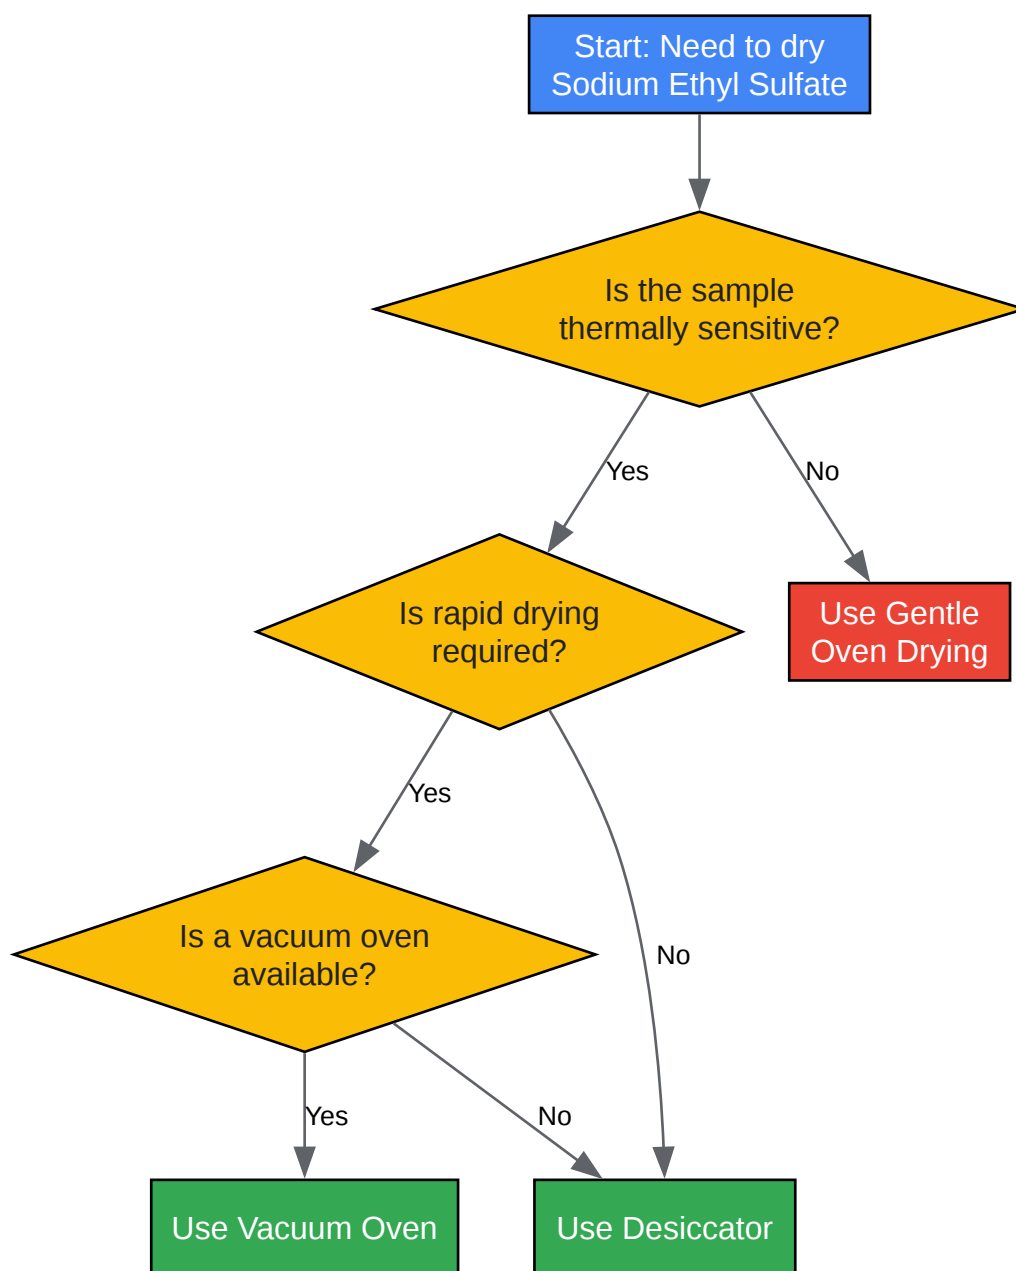 Start: Need to dry
Sodium Ethyl Sulfate
Is the sample
thermally sensitive?
Yes
No
Is rapid drying
required?
Use Gentle
Oven Drying
Yes
Is a vacuum oven
available?
No
Yes
No
Use Vacuum Oven
Use Desiccator